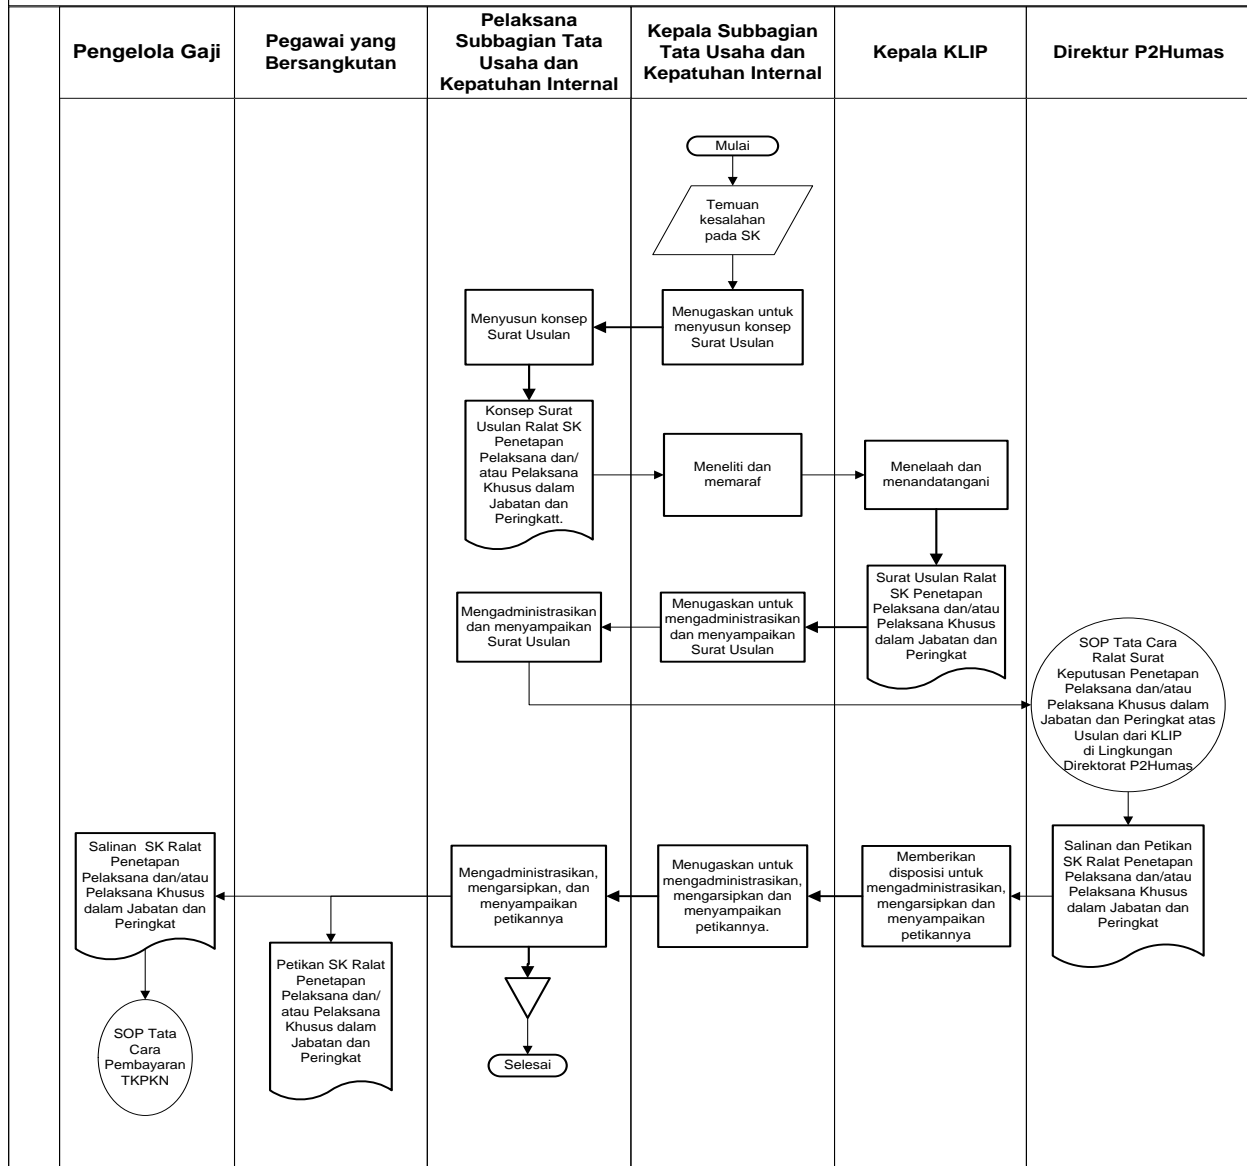 Pengelola Gaji
Pegawai yang
Bersangkutan
Pelaksana
Subbagian Tata
Usaha dan
Kepatuhan Internal
Kepala Subbagian
Tata Usaha dan
Kepatuhan Internal
Kepala KLIP
Direktur P2Humas
Mulai
Temuan
kesalahan
pada SK
Menugaskan untuk
menyusun konsep
Surat Usulan
Menyusun konsep
Surat Usulan
Konsep Surat
Usulan Ralat SK
Penetapan
Pelaksana dan/
atau Pelaksana
Khusus dalam
Jabatan dan
Peringkatt.
Meneliti dan
memaraf
Menelaah dan
menandatangani
Surat Usulan Ralat
SK Penetapan
Pelaksana dan/atau
Pelaksana Khusus
dalam Jabatan dan
Peringkat
Menugaskan untuk
mengadministrasikan
dan menyampaikan
Surat Usulan
Mengadministrasikan
dan menyampaikan
Surat Usulan
SOP Tata Cara
Ralat Surat
Keputusan Penetapan
Pelaksana dan/atau
Pelaksana Khusus dalam
Jabatan dan Peringkat atas
Usulan dari KLIP
di Lingkungan
Direktorat P2Humas
Salinan dan Petikan
SK Ralat Penetapan
Pelaksana dan/atau
Pelaksana Khusus
dalam Jabatan dan
Peringkat
Memberikan
disposisi untuk
mengadministrasikan,
mengarsipkan dan
menyampaikan
petikannya
Menugaskan untuk
mengadministrasikan,
mengarsipkan dan
menyampaikan
petikannya.
Mengadministrasikan,
mengarsipkan, dan
menyampaikan
petikannya
Salinan  SK Ralat
Penetapan
Pelaksana dan/atau
Pelaksana Khusus
dalam Jabatan dan
Peringkat
Petikan SK Ralat
Penetapan
Pelaksana dan/
atau Pelaksana
Khusus dalam
Jabatan dan
Peringkat
SOP Tata
Cara
Pembayaran
TKPKN
Selesai